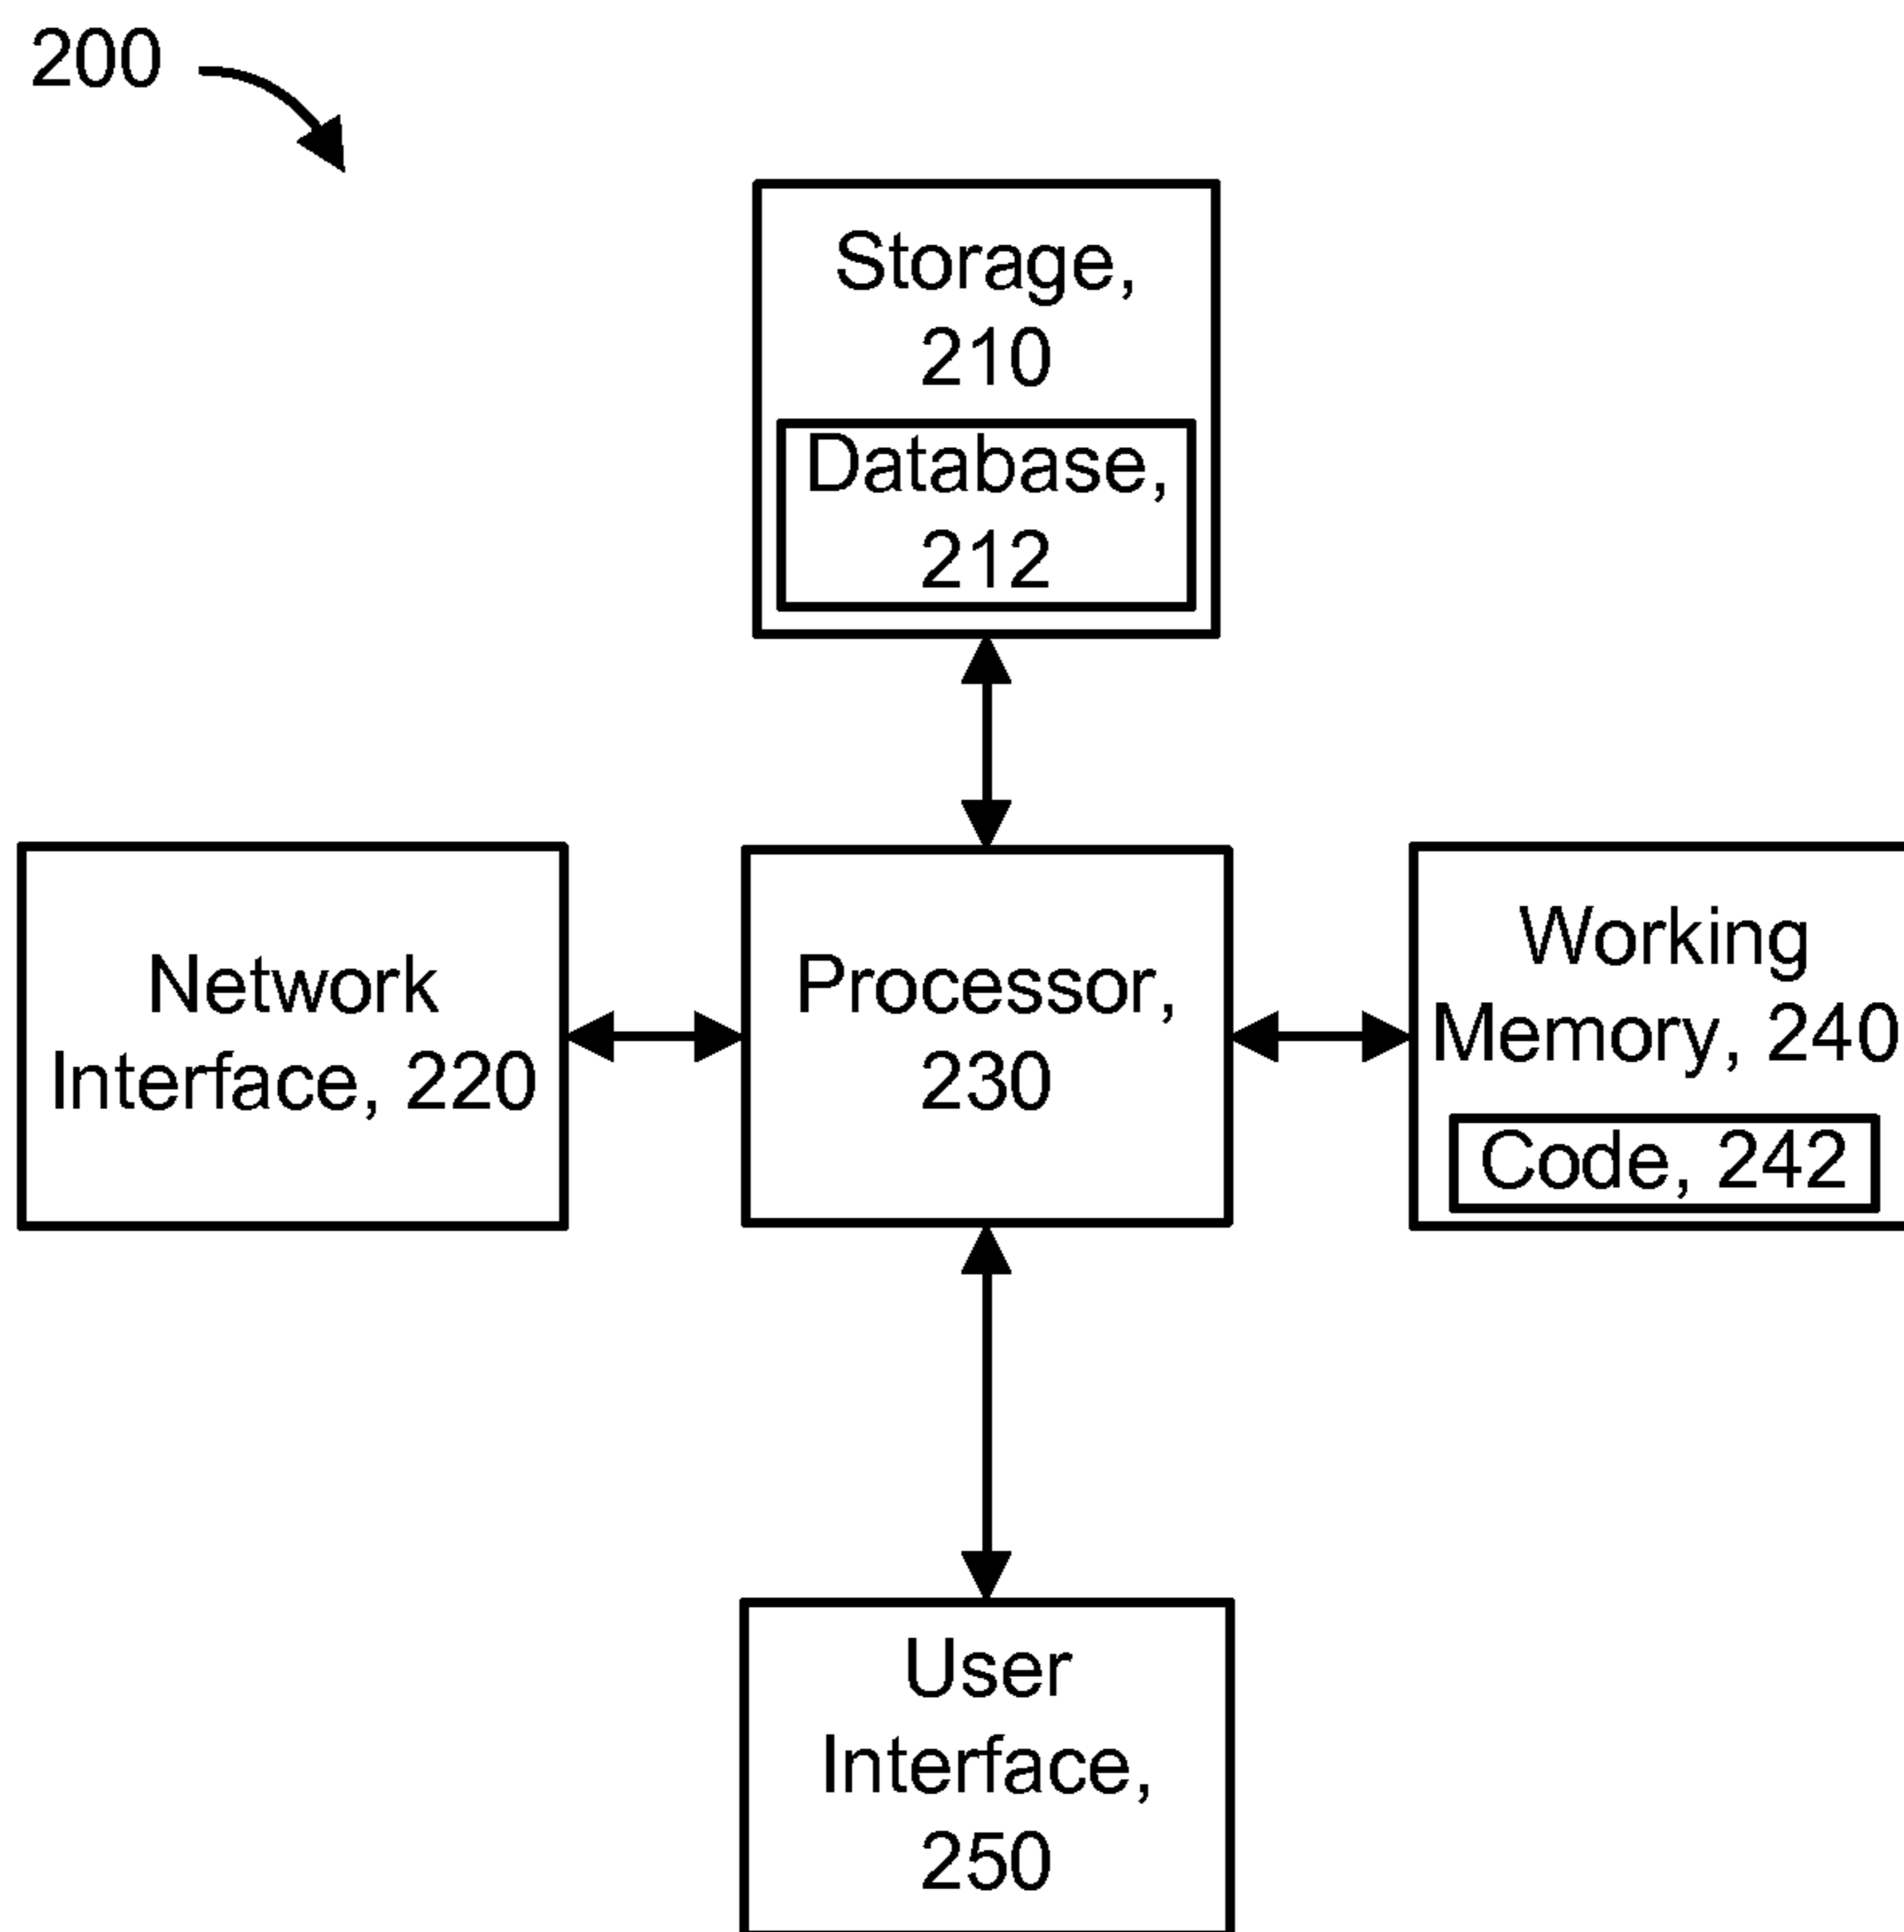 200
Storage,
210
Database,
212
Network
Interface, 220
Processor,
230
Working
Memory, 240
Code, 242
User
Interface,
250